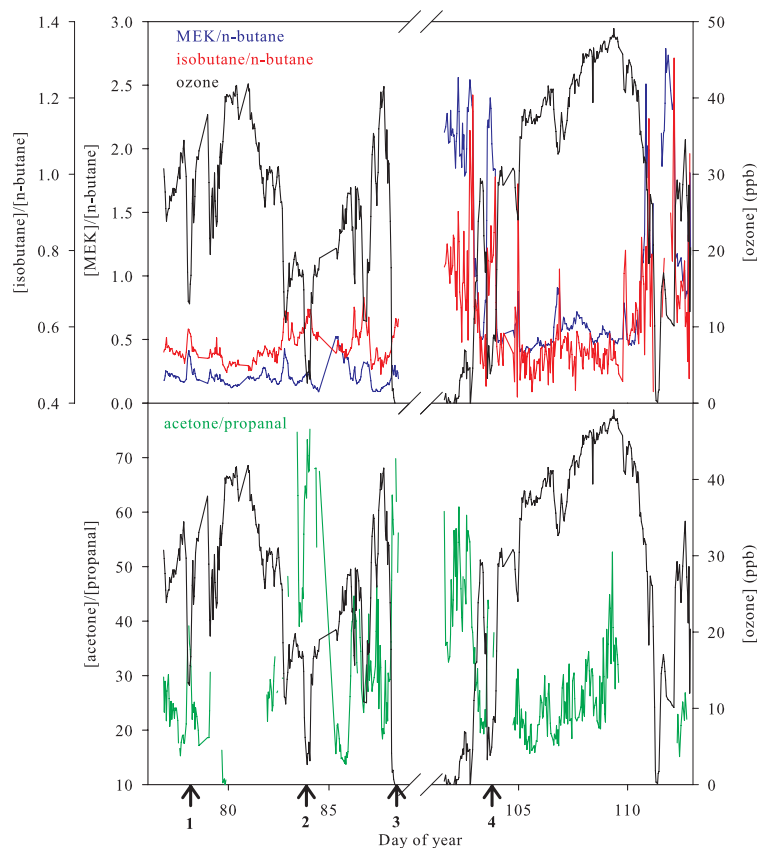 1.4 3.0 50
MEK/n-butane
isobutane/n-butane
ozone
1.2 2.5 40
2.0
1.0 30
1.5
0.8 20
1.0
0.6 10
0.5
0.4 0.0 0
[isobutane]/[n-butane]
[MEK]/[n-butane]
[ozone] (ppb)
acetone/propanal
70
60
50
40
30
20
10
40
30
20
10
0
[acetone]/[propanal]
[ozone] (ppb)
80 85 105 110
1 2 3 4
Day of year